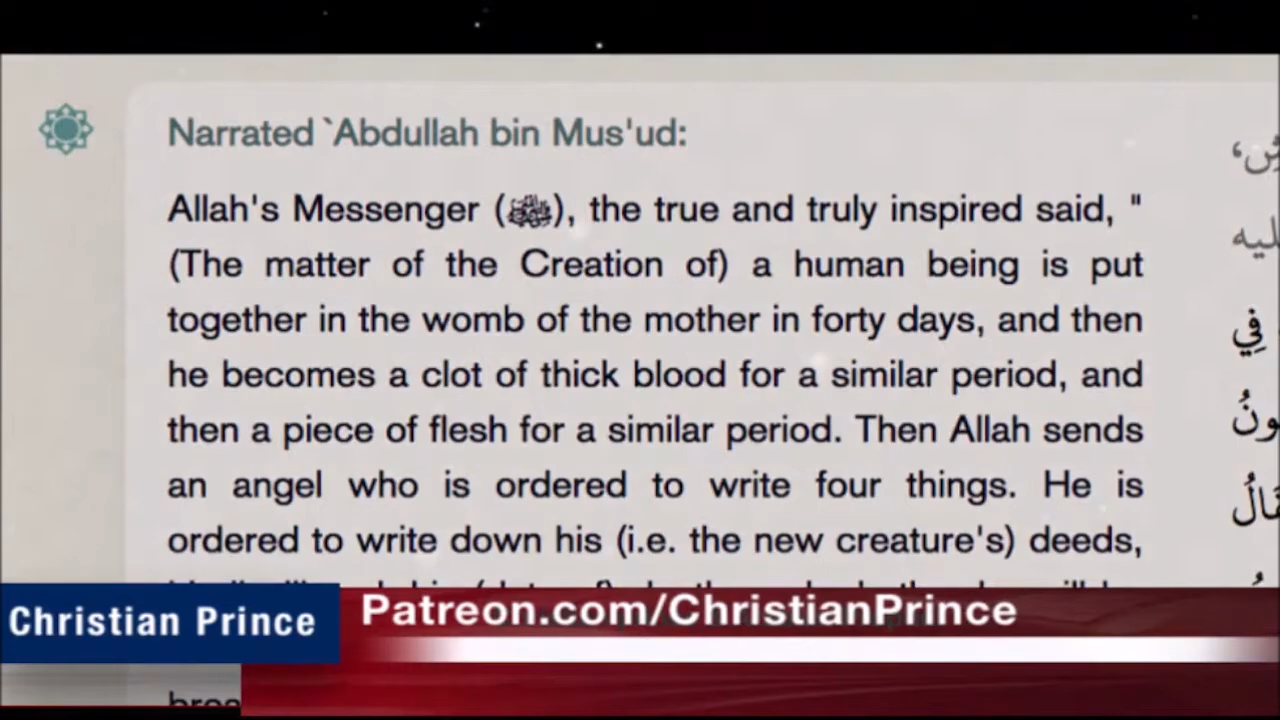 Narrated `Abdullah bin Mus'ud:
Allah's Messenger (ﷺ), the true and truly inspired said, "
(The matter of the Creation of) a human being is put
together in the womb of the mother in forty days, and then
he becomes a clot of thick blood for a similar period, and
then a piece of flesh for a similar period. Then Allah sends
an angel who is ordered to write four things. He is
ordered to write down his (i.e. the new creature's) deeds,
في
Christian Prince
Patreon.com/ChristianPrince